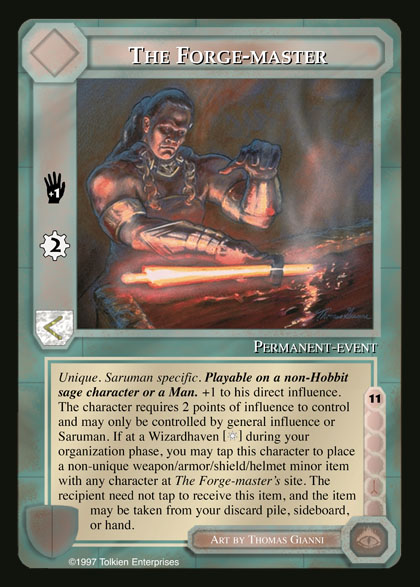 THE FORGE-MASTER
+1
2
PERMANENT-EVENT
Unique. Saruman specific. Playable on a non-Hobbit
sage character or a Man. +1 to his direct influence.
The character requires 2 points of influence to control
and may only be controlled by general influence or
Saruman. If at a Wizardhaven [☼] during your
organization phase, you may tap this character to place
a non-unique weapon/armor/shield/helmet minor item
with any character at The Forge-master's site. The
recipient need not tap to receive this item, and the item
may be taken from your discard pile, sideboard,
or hand.
11
ART BY THOMAS GIANNI
©1997 Tolkien Enterprises